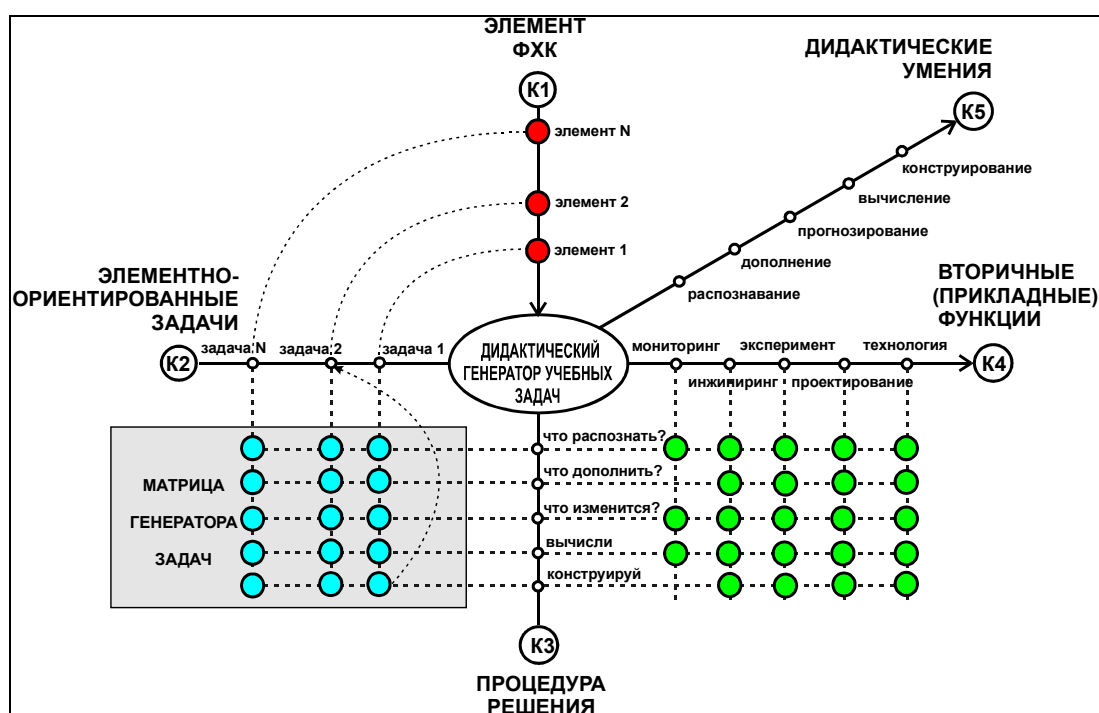 ЭЛЕМЕНТ
ФХК
К1
элемент N
элемент 2
элемент 1
ДИДАКТИЧЕСКИЕ
УМЕНИЯ
К5
конструирование
вычисление
прогнозирование
дополнение
распознавание
ЭЛЕМЕНТНО-
ОРИЕНТИРОВАННЫЕ
ЗАДАЧИ
К2
задача N
задача 2
задача 1
ДИДАКТИЧЕСКИЙ
ГЕНЕРАТОР УЧЕБНЫХ
ЗАДАЧ
ВТОРИЧНЫЕ
(ПРИКЛАДНЫЕ)
ФУНКЦИИ
К4
мониторинг
эксперимент
технология
инжиниринг
проектирование
что распознать?
что дополнить?
что изменится?
вычисли
конструируй
МАТРИЦА
ГЕНЕРАТОРА
ЗАДАЧ
К3
ПРОЦЕДУРА
РЕШЕНИЯ